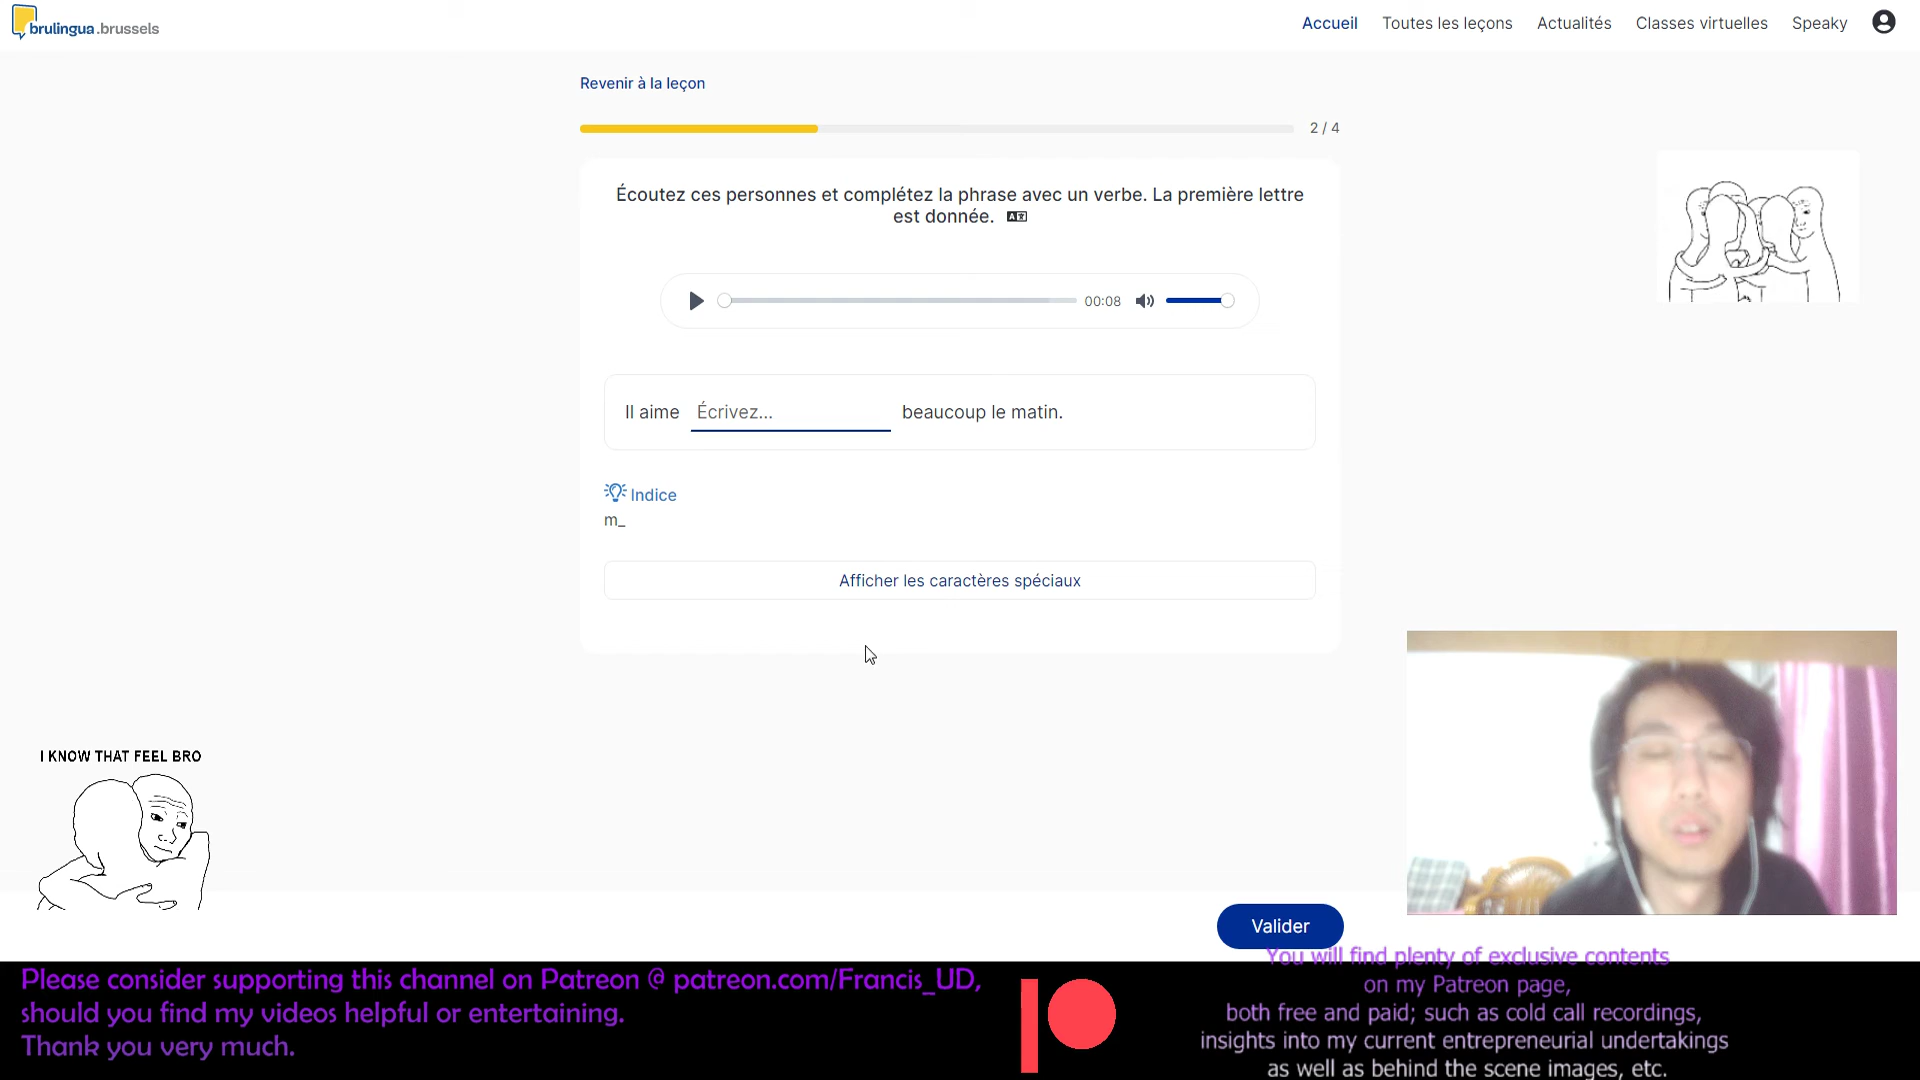 brulingua.brussels
Accueil
Toutes les leçons
Actualités
Classes virtuelles
Speaky
Revenir à la leçon
2 / 4
Écoutez ces personnes et complétez la phrase avec un verbe. La première lettre
est donnée.
00:08
Il aime Écrivez... beaucoup le matin.
Indice
m_
Afficher les caractères spéciaux
I KNOW THAT FEEL BRO
Valider
Please consider supporting this channel on Patreon @ patreon.com/Francis_UD,
should you find my videos helpful or entertaining.
Thank you very much.
You will find plenty of exclusive contents
on my Patreon page,
both free and paid; such as cold call recordings,
insights into my current entrepreneurial undertakings
as well as behind the scene images, etc.